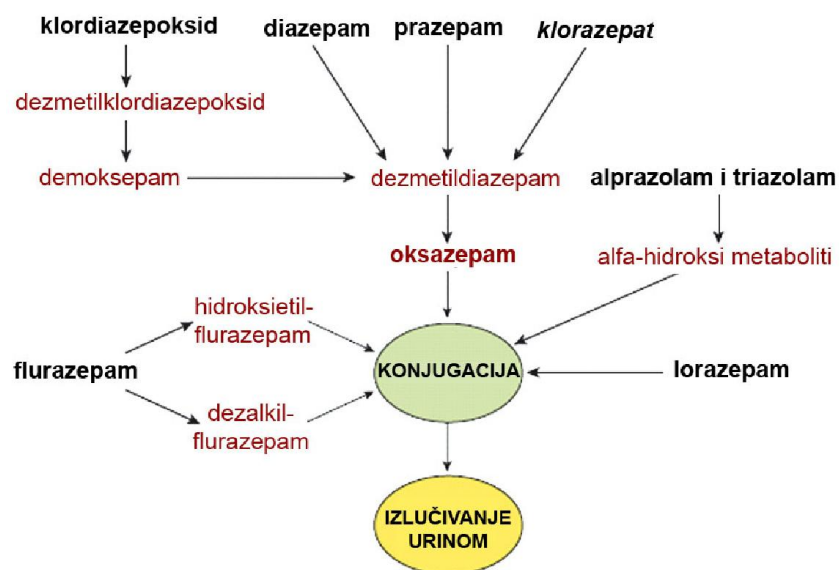 klordiazepoksid
diazepam
prazepam
klorazepat
dezmetilklordiazepoksid
demoksepam
dezmetildiazepam
alprazolam i triazolam
oksazepam
alfa-hidroksi metaboliti
hidroksietil-
flurazepam
flurazepam
KONJUGACIJA
lorazepam
dezalkil-
flurazepam
IZLUČIVANJE
URINOM